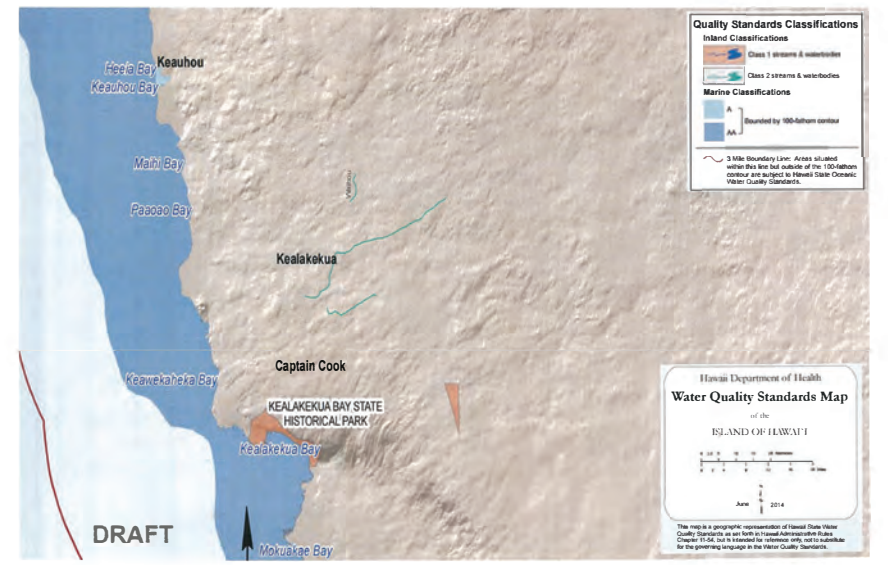 Quality Standards Classifications
Inland Classifications
Class 1 streams & waterbodies
Class 2 streams & waterbodies
Marine Classifications
A
Bounded by 100-fathom contour
AA
3 Mile Boundary Line: Areas situated
within this line but outside of the 100-fathom
contour are subject to Hawaii State Oceanic
Water Quality Standards.
Heeia Bay
Keauhou
Keauhou Bay
Maihi Bay
Paaoao Bay
Kealakekua
Captain Cook
Keawekaheka Bay
KEALAKEKUA BAY STATE
HISTORICAL PARK
Kealakekua Bay
DRAFT
Mokuakae Bay
Hawaii Department of Health
Water Quality Standards Map
of the
ISLAND OF HAWAI'I
June 2014
This map is a geographic representation of Hawaii State Water
Quality Standards as set forth in Hawaii Administrative Rules
Chapter 11-54, but is intended for reference only, not to substitute
for the governing language in the Water Quality Standards.